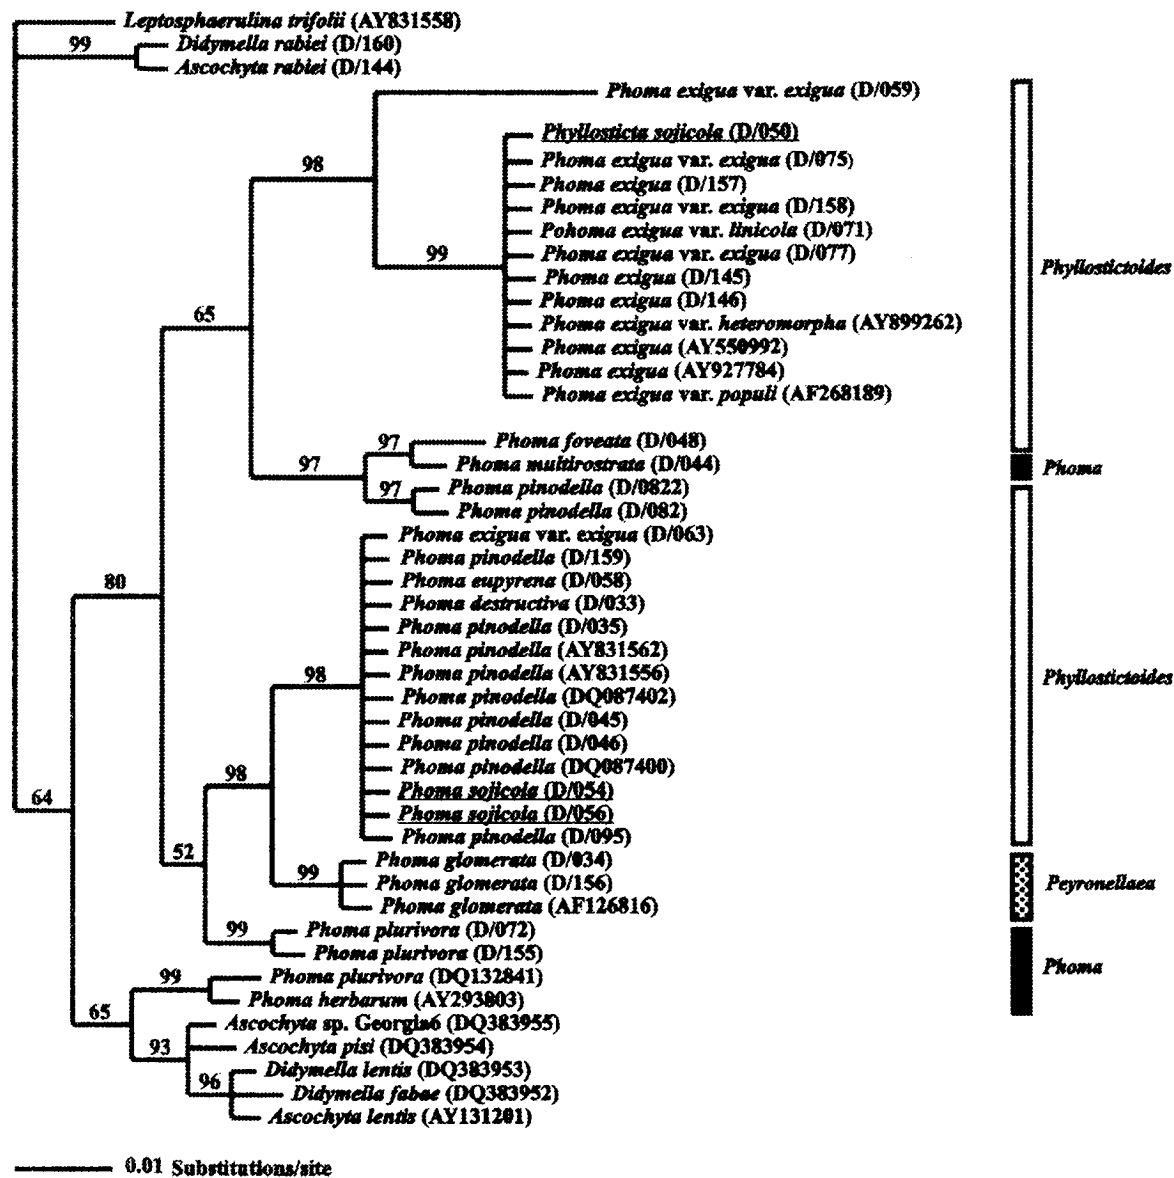 Leptosphaerulina trifolii (AY831558)
99
Didymella rabiei (D/160)
Ascochyta rabiei (D/144)
Phoma exigua var. exigua (D/059)
Phyllosticta sojicola (D/050)
98
Phoma exigua var. exigua (D/075)
Phoma exigua (D/157)
Phoma exigua var. exigua (D/158)
Pohoma exigua var. linicola (D/071)
99
Phoma exigua var. exigua (D/077)
Phyllostictoides
Phoma exigua (D/145)
Phoma exigua (D/146)
65
Phoma exigua var. heteromorpha (AY899262)
Phoma exigua (AY550992)
Phoma exigua (AY927784)
Phoma exigua var. populi (AF268189)
97
Phoma foveata (D/048)
97
Phoma multirostrata (D/044)
Phoma
97
Phoma pinodella (D/0822)
Phoma pinodella (D/082)
Phoma exigua var. exigua (D/063)
Phoma pinodella (D/159)
80
Phoma eupyrena (D/058)
Phoma destructiva (D/033)
Phoma pinodella (D/035)
Phoma pinodella (AY831562)
98
Phoma pinodella (AY831556)
Phyllostictoides
Phoma pinodella (DQ087402)
Phoma pinodella (D/045)
Phoma pinodella (D/046)
98
Phoma pinodella (DQ087400)
64
Phoma sojicola (D/054)
Phoma sojicola (D/056)
Phoma pinodella (D/095)
52
Phoma glomerata (D/034)
99
Phoma glomerata (D/156)
Peyronellaea
Phoma glomerata (AF126816)
99
Phoma plurivora (D/072)
Phoma plurivora (D/155)
Phoma
99
Phoma plurivora (DQ132841)
Phoma herbarum (AY293803)
65
Ascochyta sp. Georgia6 (DQ383955)
93
Ascochyta pisi (DQ383954)
Didymella lentis (DQ383953)
96
Didymella fabae (DQ383952)
Ascochyta lentis (AY131201)
0.01 Substitutions/site